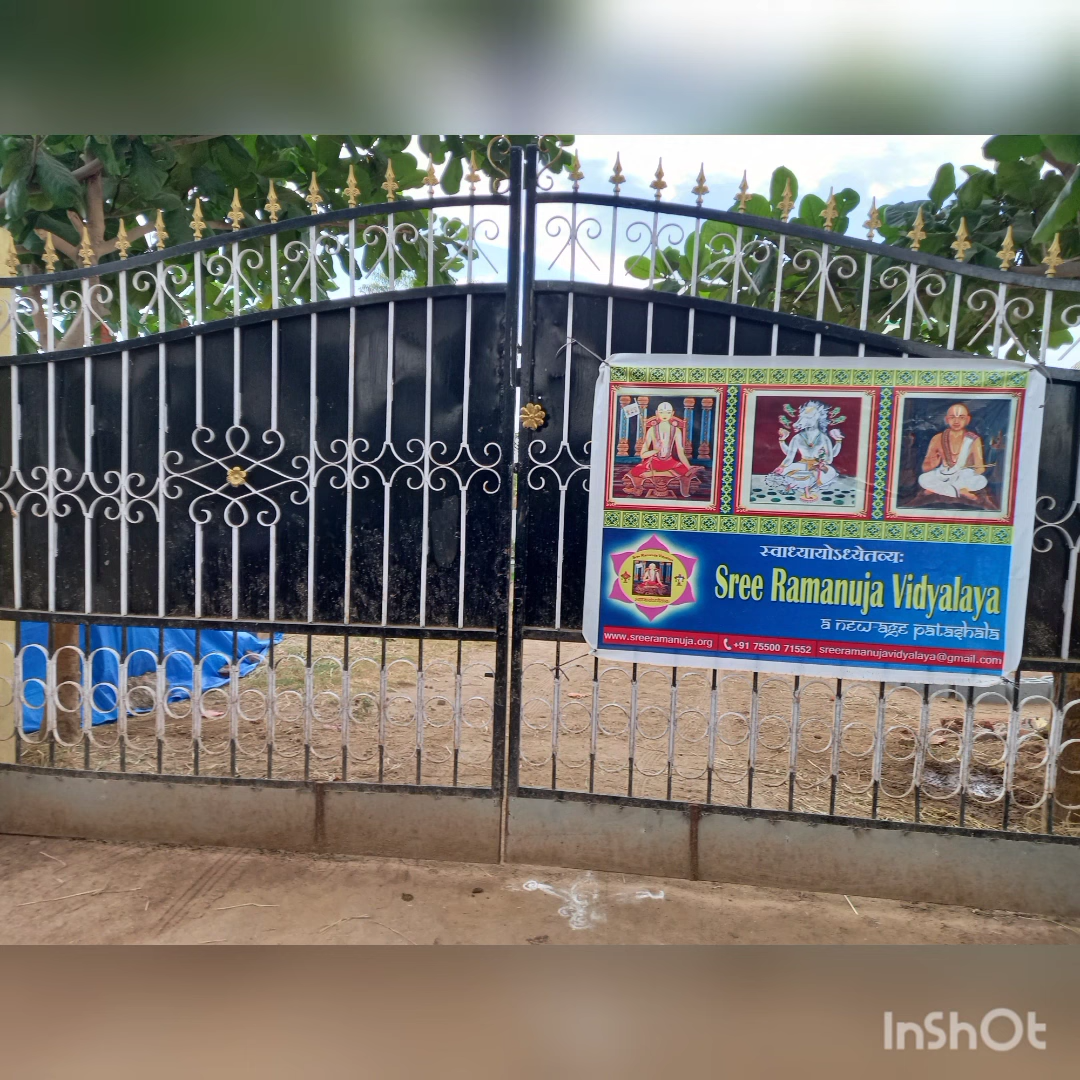 स्वाध्यायोऽध्येतव्यः
Sree Ramanuja Vidyalaya
a new-age patashala
www.sreeramanuja.org +91 75500 71552 sreeramanujavidyalaya@gmail.com
InShOt